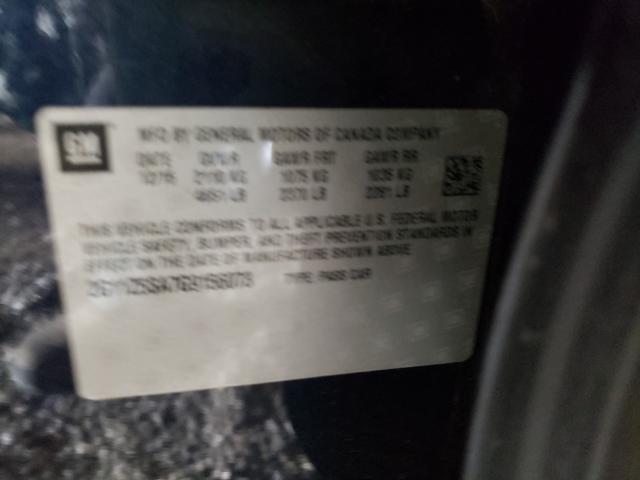 GM
MFD BY GENERAL MOTORS OF CANADA COMPANY
DATE GVWR GAWR FRT GAWR RR
12/15 2110 KG 1075 KG 1035 KG
4651 LB 2370 LB 2281 LB
THIS VEHICLE CONFORMS TO ALL APPLICABLE U.S. FEDERAL MOTOR
VEHICLE SAFETY, BUMPER, AND THEFT PREVENTION STANDARDS IN
EFFECT ON THE DATE OF MANUFACTURE SHOWN ABOVE.
TYPE: PASS CAR